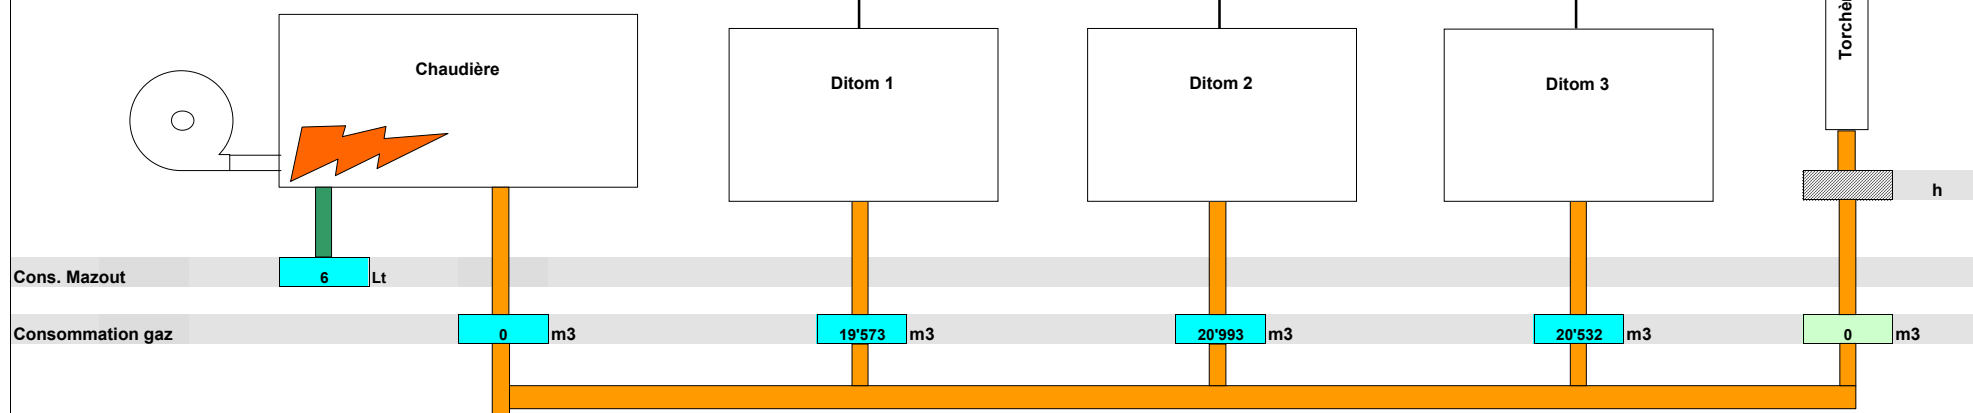 Chaudière
Ditom 1
Ditom 2
Ditom 3
Torchèr
h
Cons. Mazout 6 Lt
Consommation gaz 0 m3 19'573 m3 20'993 m3 20'532 m3 0 m3